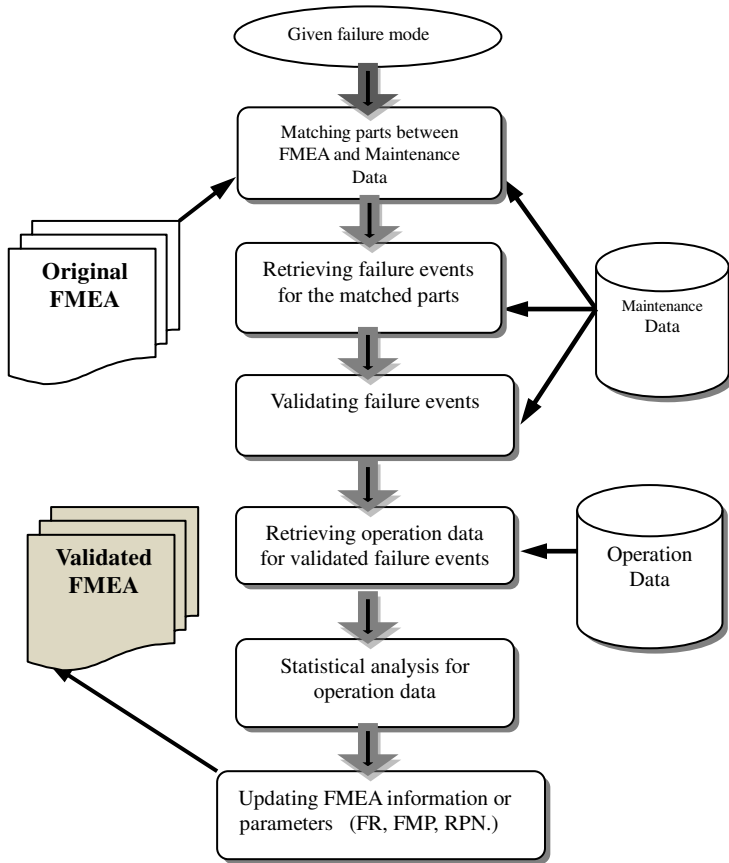 Given failure mode
Matching parts between
FMEA and Maintenance
Data
Original
FMEA
Retrieving failure events
for the matched parts
Maintenance
Data
Validating failure events
Retrieving operation data
for validated failure events
Operation
Data
Validated
FMEA
Statistical analysis for
operation data
Updating FMEA information or
parameters (FR, FMP, RPN.)